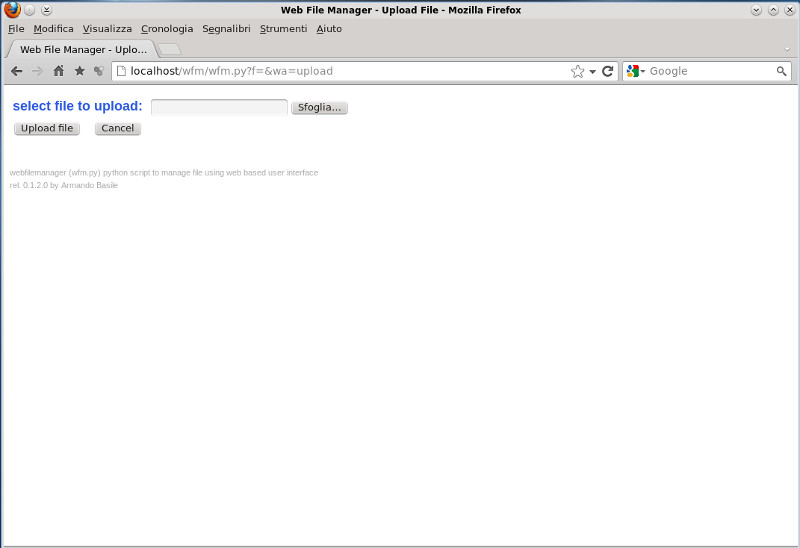 Web File Manager - Upload File - Mozilla Firefox
File Modifica Visualizza Cronologia Segnalibri Strumenti Aiuto
Web File Manager - Uplo...
localhost/wfm/wfm.py?f=&wa=upload Google
select file to upload: Sfoglia...
Upload file Cancel
webfilemanager (wfm.py) python script to manage file using web based user interface
rel. 0.1.2.0 by Armando Basile